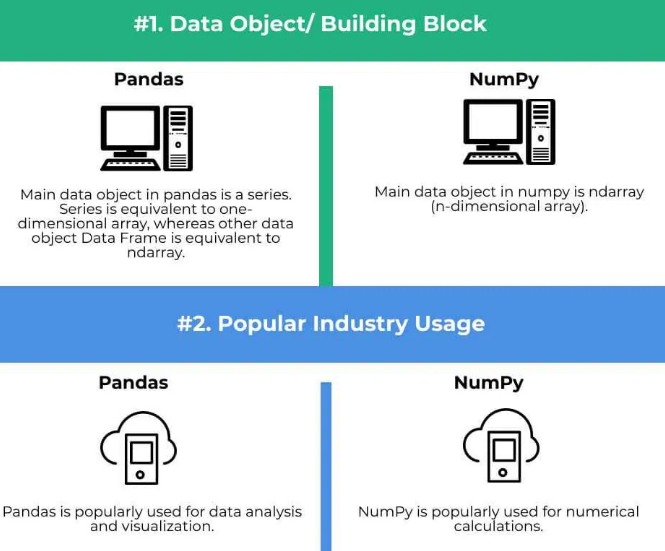 #1. Data Object/ Building Block
Pandas
Main data object in pandas is a series.
Series is equivalent to one-
dimensional array, whereas other data
object Data Frame is equivalent to
ndarray.
NumPy
Main data object in numpy is ndarray
(n-dimensional array).
#2. Popular Industry Usage
Pandas
Pandas is popularly used for data analysis
and visualization.
NumPy
NumPy is popularly used for numerical
calculations.